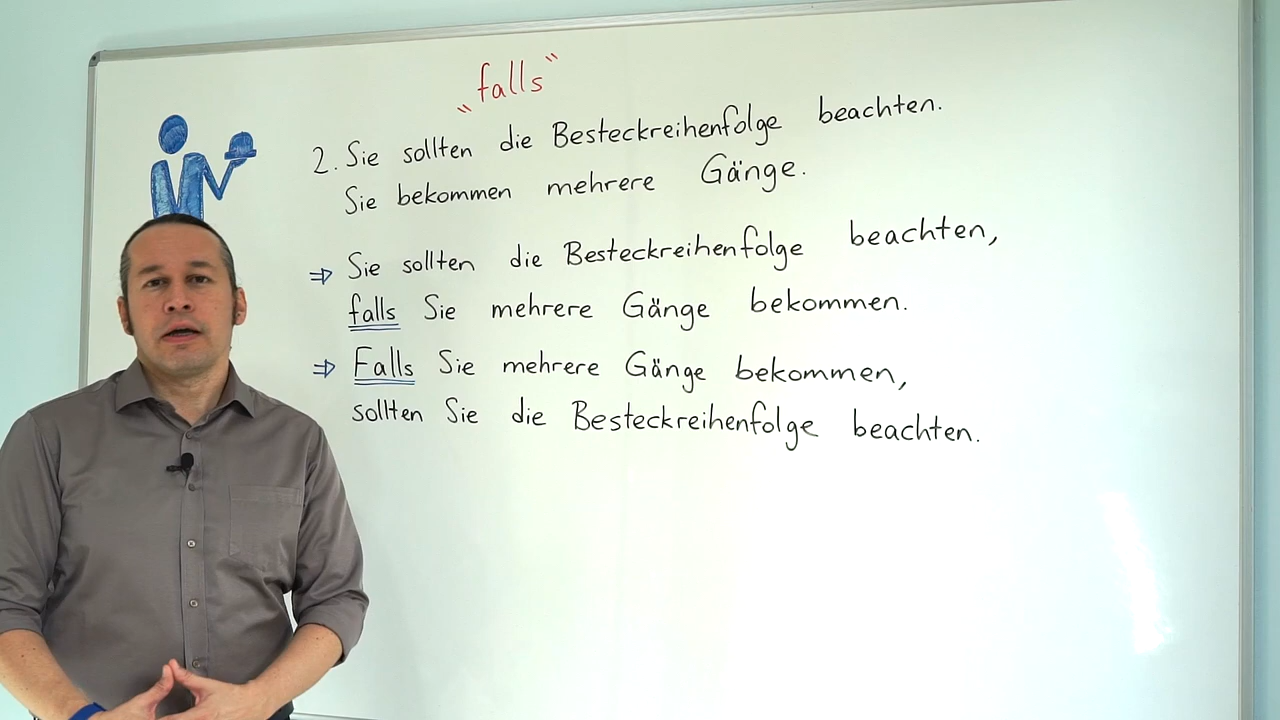 „falls“
2. Sie sollten die Besteckreihenfolge beachten.
Sie bekommen mehrere Gänge.
⇒ Sie sollten die Besteckreihenfolge beachten,
falls Sie mehrere Gänge bekommen.
⇒ Falls Sie mehrere Gänge bekommen,
sollten Sie die Besteckreihenfolge beachten.